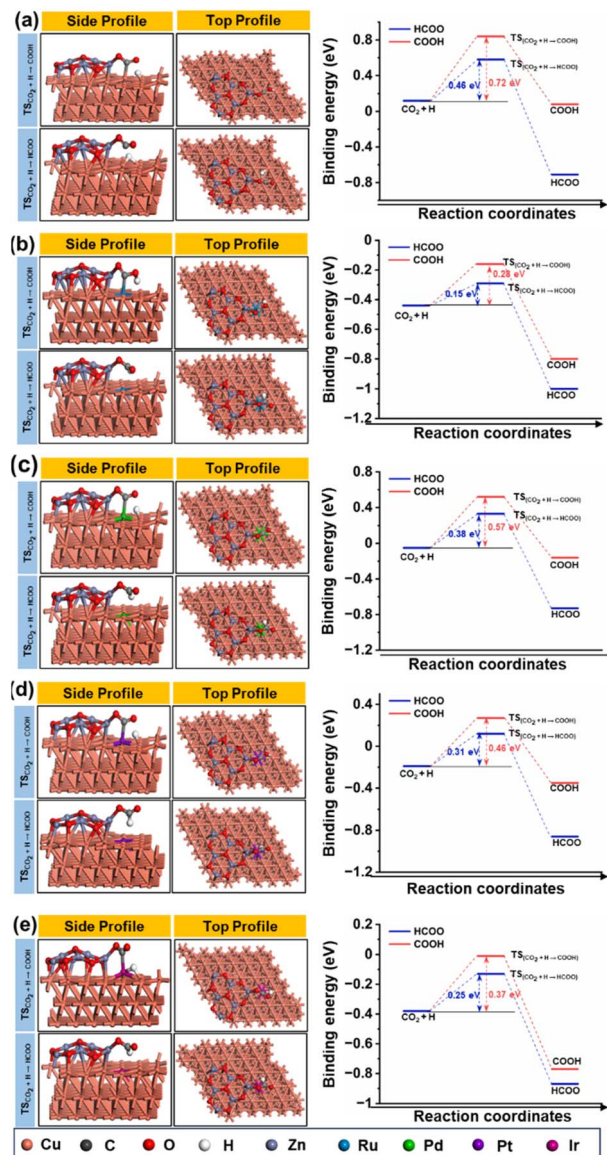 (a)
Side Profile
Top Profile
TS CO₂ + H → COOH
TS CO₂ + H → HCOO
Binding energy (eV)
0.8
0.4
0
−0.4
−0.8
HCOO
COOH
TS(CO₂ + H → COOH)
TS(CO₂ + H → HCOO)
0.46 eV
0.72 eV
CO₂ + H
COOH
HCOO
Reaction coordinates
(b)
Side Profile
Top Profile
TS CO₂ + H → COOH
TS CO₂ + H → HCOO
Binding energy (eV)
0.2
0
−0.2
−0.4
−0.6
−0.8
−1
−1.2
HCOO
COOH
TS(CO₂ + H → COOH)
0.28 eV
TS(CO₂ + H → HCOO)
0.15 eV
CO₂ + H
COOH
HCOO
Reaction coordinates
(c)
Side Profile
Top Profile
TS CO₂ + H → COOH
TS CO₂ + H → HCOO
Binding energy (eV)
0.8
0.4
0
−0.4
−0.8
−1.2
HCOO
COOH
TS(CO₂ + H → COOH)
TS(CO₂ + H → HCOO)
0.38 eV
0.57 eV
CO₂ + H
COOH
HCOO
Reaction coordinates
(d)
Side Profile
Top Profile
TS CO₂ + H → COOH
TS CO₂ + H → HCOO
Binding energy (eV)
0.4
0
−0.4
−0.8
−1.2
HCOO
COOH
TS(CO₂ + H → COOH)
TS(CO₂ + H → HCOO)
0.31 eV
0.46 eV
CO₂ + H
COOH
HCOO
Reaction coordinates
(e)
Side Profile
Top Profile
TS CO₂ + H → COOH
TS CO₂ + H → HCOO
Binding energy (eV)
0.2
0
−0.2
−0.4
−0.6
−0.8
−1
HCOO
COOH
TS(CO₂ + H → COOH)
TS(CO₂ + H → HCOO)
0.25 eV
0.37 eV
CO₂ + H
COOH
HCOO
Reaction coordinates
Cu C O H Zn Ru Pd Pt Ir